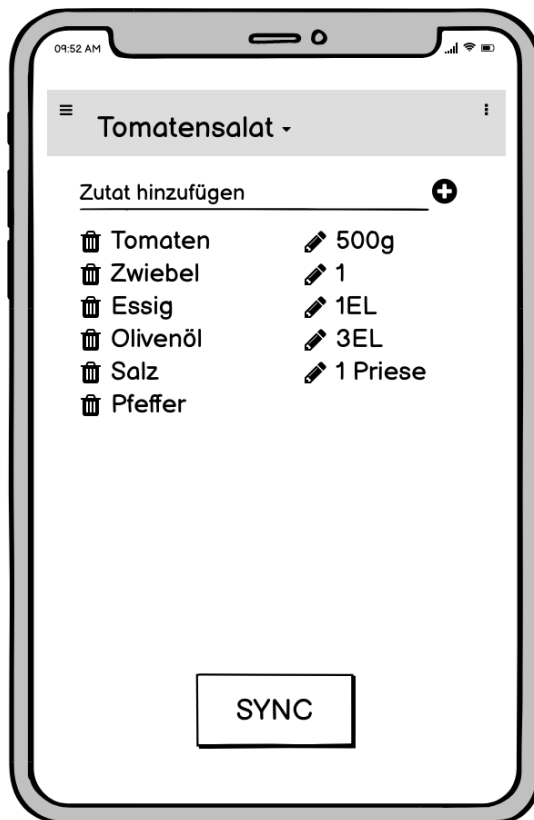 09:52 AM
Tomatensalat
Zutat hinzufügen
Tomaten 500g
Zwiebel 1
Essig 1EL
Olivenöl 3EL
Salz 1 Priese
Pfeffer
SYNC